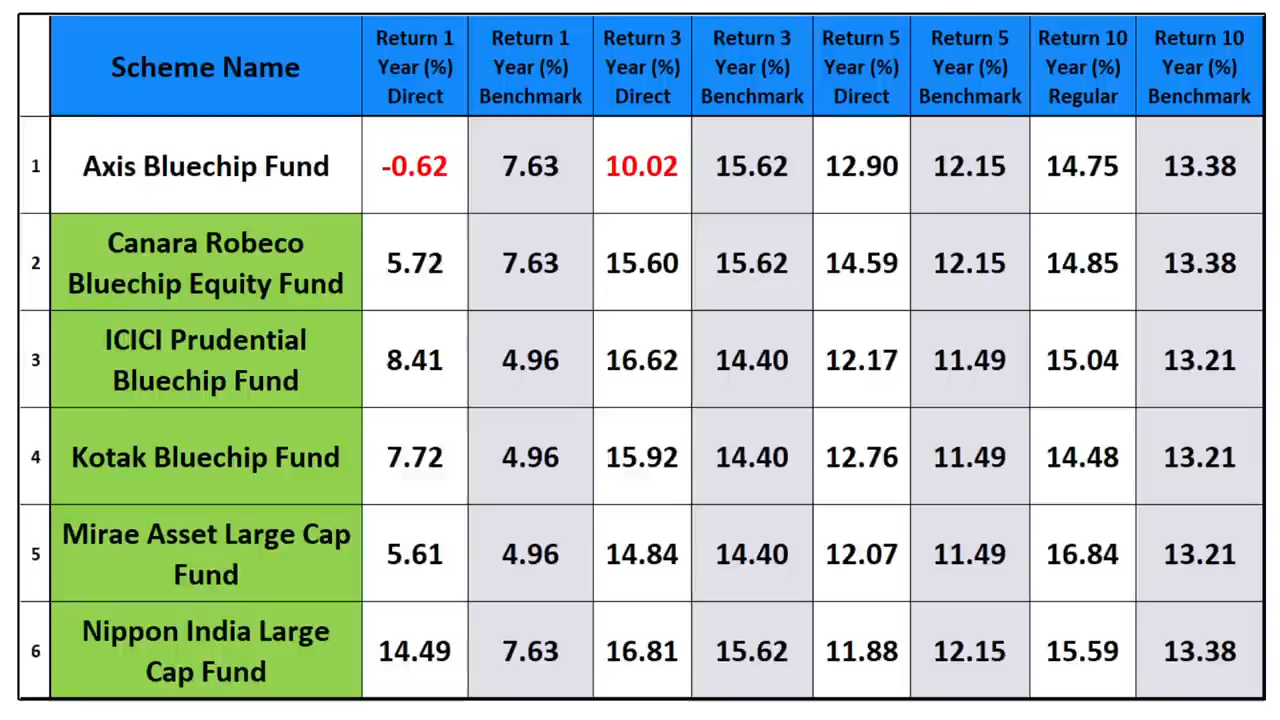 Scheme Name
Return 1 Year (%) Direct
Return 1 Year (%) Benchmark
Return 3 Year (%) Direct
Return 3 Year (%) Benchmark
Return 5 Year (%) Direct
Return 5 Year (%) Benchmark
Return 10 Year (%) Regular
Return 10 Year (%) Benchmark
1 Axis Bluechip Fund -0.62 7.63 10.02 15.62 12.90 12.15 14.75 13.38
2 Canara Robeco Bluechip Equity Fund 5.72 7.63 15.60 15.62 14.59 12.15 14.85 13.38
3 ICICI Prudential Bluechip Fund 8.41 4.96 16.62 14.40 12.17 11.49 15.04 13.21
4 Kotak Bluechip Fund 7.72 4.96 15.92 14.40 12.76 11.49 14.48 13.21
5 Mirae Asset Large Cap Fund 5.61 4.96 14.84 14.40 12.07 11.49 16.84 13.21
6 Nippon India Large Cap Fund 14.49 7.63 16.81 15.62 11.88 12.15 15.59 13.38